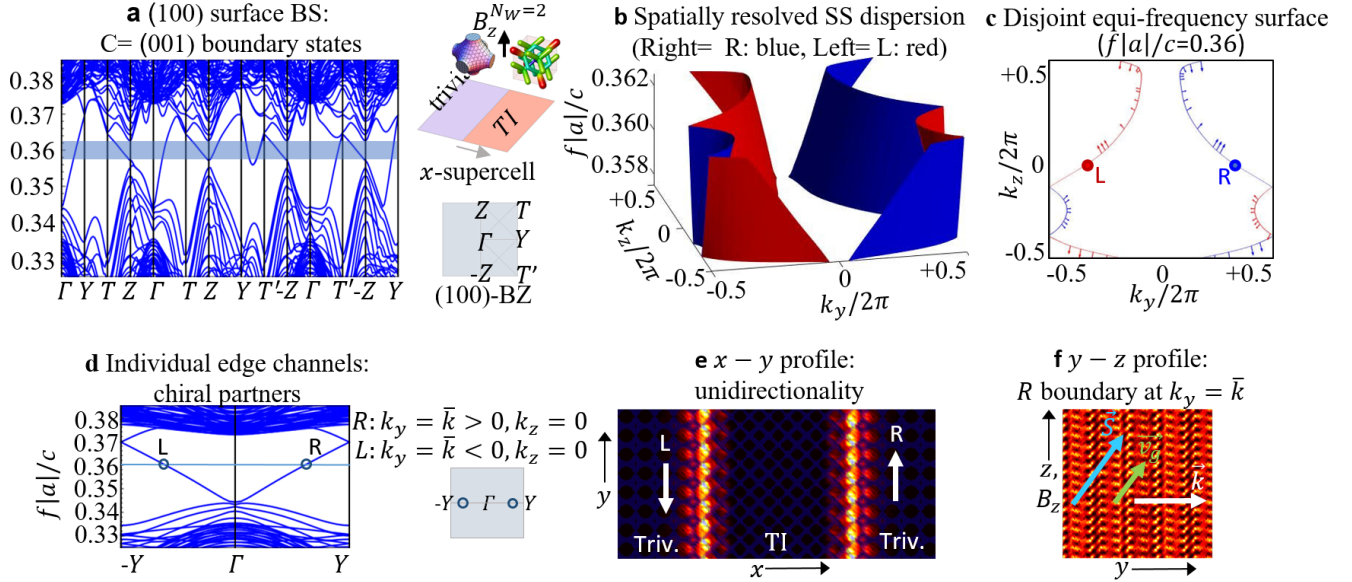 a (100) surface BS:
C= (001) boundary states
0.38
0.37
0.36
0.35
0.34
0.33
Γ Y T Z Γ T Z Y T′ -Z Γ T′ -Z Y
B_z^{N_W=2}
trivia
TI
x-supercell
Z T
Γ Y
-Z T′
(100)-BZ
b Spatially resolved SS dispersion
(Right= R: blue, Left= L: red)
f|a|/c
0.362
0.360
0.358
+0.5
0
-0.5
k_z/2π
-0.5 0 +0.5
k_y/2π
c Disjoint equi-frequency surface
(f|a|/c=0.36)
+0.5
0
-0.5
k_z/2π
L
R
-0.5 0 +0.5
k_y/2π
d Individual edge channels:
chiral partners
f|a|/c
0.38
0.37
0.36
0.35
0.34
0.33
L R
-Y Γ Y
R: k_y = k̄ > 0, k_z = 0
L: k_y = k̄ < 0, k_z = 0
-Y Γ Y
e x − y profile:
unidirectionality
y
L
R
Triv. TI Triv.
x
f y − z profile:
R boundary at k_y = k̄
z,
B_z
S⃗
v⃗_g
k⃗
y